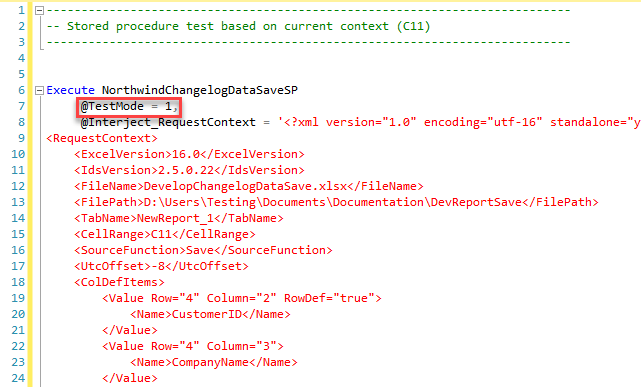 1 ----------------------------------------------------------------------
2 -- Stored procedure test based on current context (C11)
3 ----------------------------------------------------------------------
4
5
6 Execute NorthwindChangelogDataSaveSP
7 @TestMode = 1,
8 @Interject_RequestContext = '<?xml version="1.0" encoding="utf-16" standalone="y
9 <RequestContext>
10 <ExcelVersion>16.0</ExcelVersion>
11 <IdsVersion>2.5.0.22</IdsVersion>
12 <FileName>DevelopChangelogDataSave.xlsx</FileName>
13 <FilePath>D:\Users\Testing\Documents\Documentation\DevReportSave</FilePath>
14 <TabName>NewReport_1</TabName>
15 <CellRange>C11</CellRange>
16 <SourceFunction>Save</SourceFunction>
17 <UtcOffset>-8</UtcOffset>
18 <ColDefItems>
19 <Value Row="4" Column="2" RowDef="true">
20 <Name>CustomerID</Name>
21 </Value>
22 <Value Row="4" Column="3">
23 <Name>CompanyName</Name>
24 </Value>